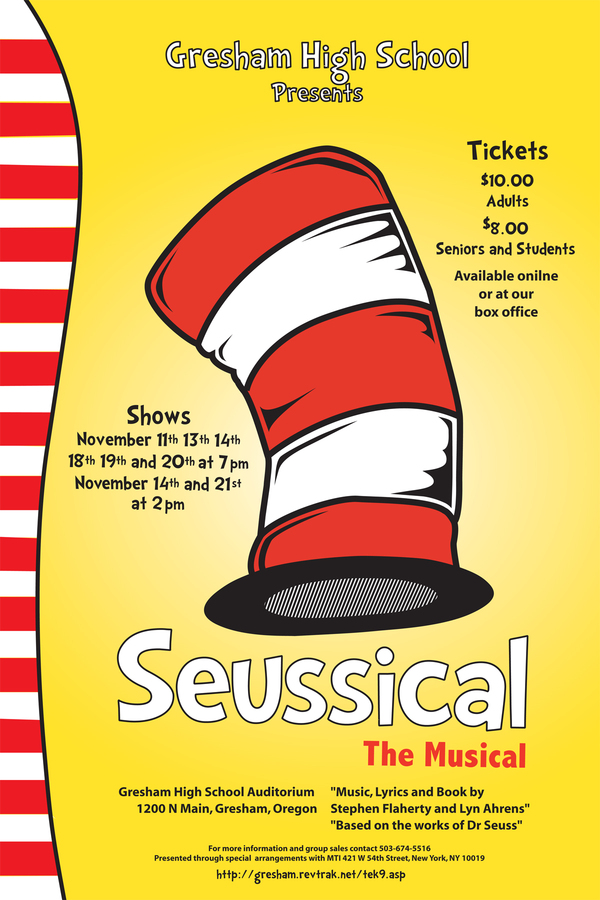 Gresham High School
Presents
Tickets
$10.00
Adults
$8.00
Seniors and Students
Available onilne
or at our
box office
Shows
November 11th 13th 14th
18th 19th and 20th at 7pm
November 14th and 21st
at 2pm
Seussical
The Musical
Gresham High School Auditorium
1200 N Main, Gresham, Oregon
"Music, Lyrics and Book by
Stephen Flaherty and Lyn Ahrens"
"Based on the works of Dr Seuss"
For more information and group sales contact 503-674-5516
Presented through special arrangements with MTI 421 W 54th Street, New York, NY 10019
http://gresham.revtrak.net/tek9.asp